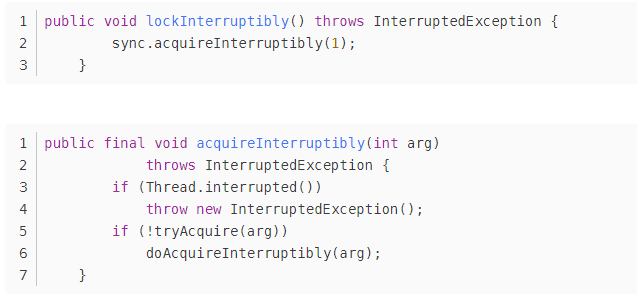 1 public void lockInterruptibly() throws InterruptedException {
2         sync.acquireInterruptibly(1);
3     }
1 public final void acquireInterruptibly(int arg)
2             throws InterruptedException {
3         if (Thread.interrupted())
4             throw new InterruptedException();
5         if (!tryAcquire(arg))
6             doAcquireInterruptibly(arg);
7     }